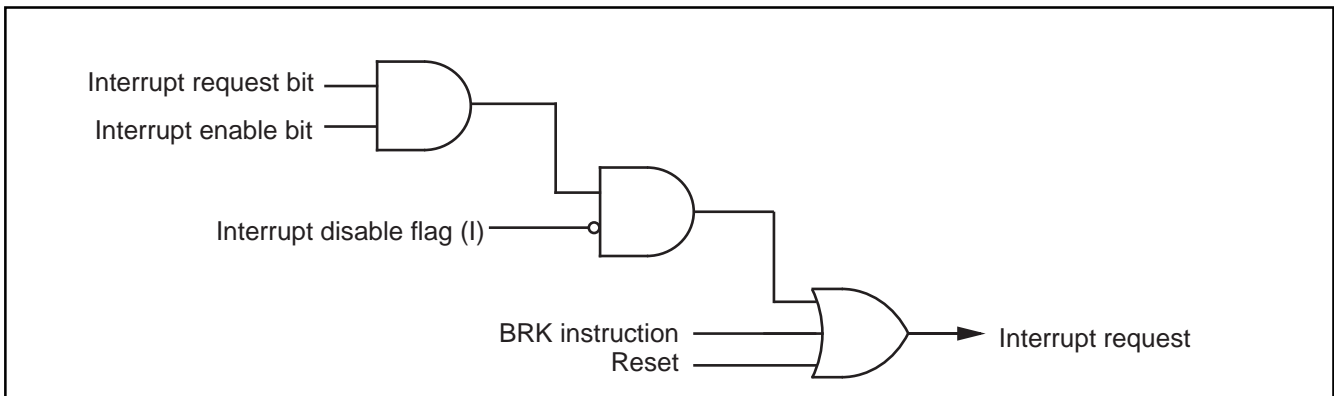 Interrupt request bit
Interrupt enable bit
Interrupt disable flag (I)
BRK instruction
Reset
Interrupt request